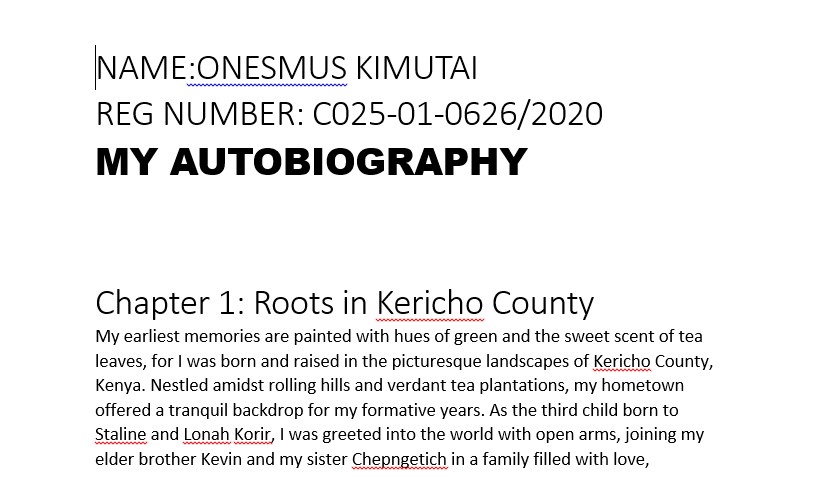 NAME:ONESMUS KIMUTAI
REG NUMBER: C025-01-0626/2020
MY AUTOBIOGRAPHY
Chapter 1: Roots in Kericho County
My earliest memories are painted with hues of green and the sweet scent of tea
leaves, for I was born and raised in the picturesque landscapes of Kericho County,
Kenya. Nestled amidst rolling hills and verdant tea plantations, my hometown
offered a tranquil backdrop for my formative years. As the third child born to
Staline and Lonah Korir, I was greeted into the world with open arms, joining my
elder brother Kevin and my sister Chepngetich in a family filled with love,